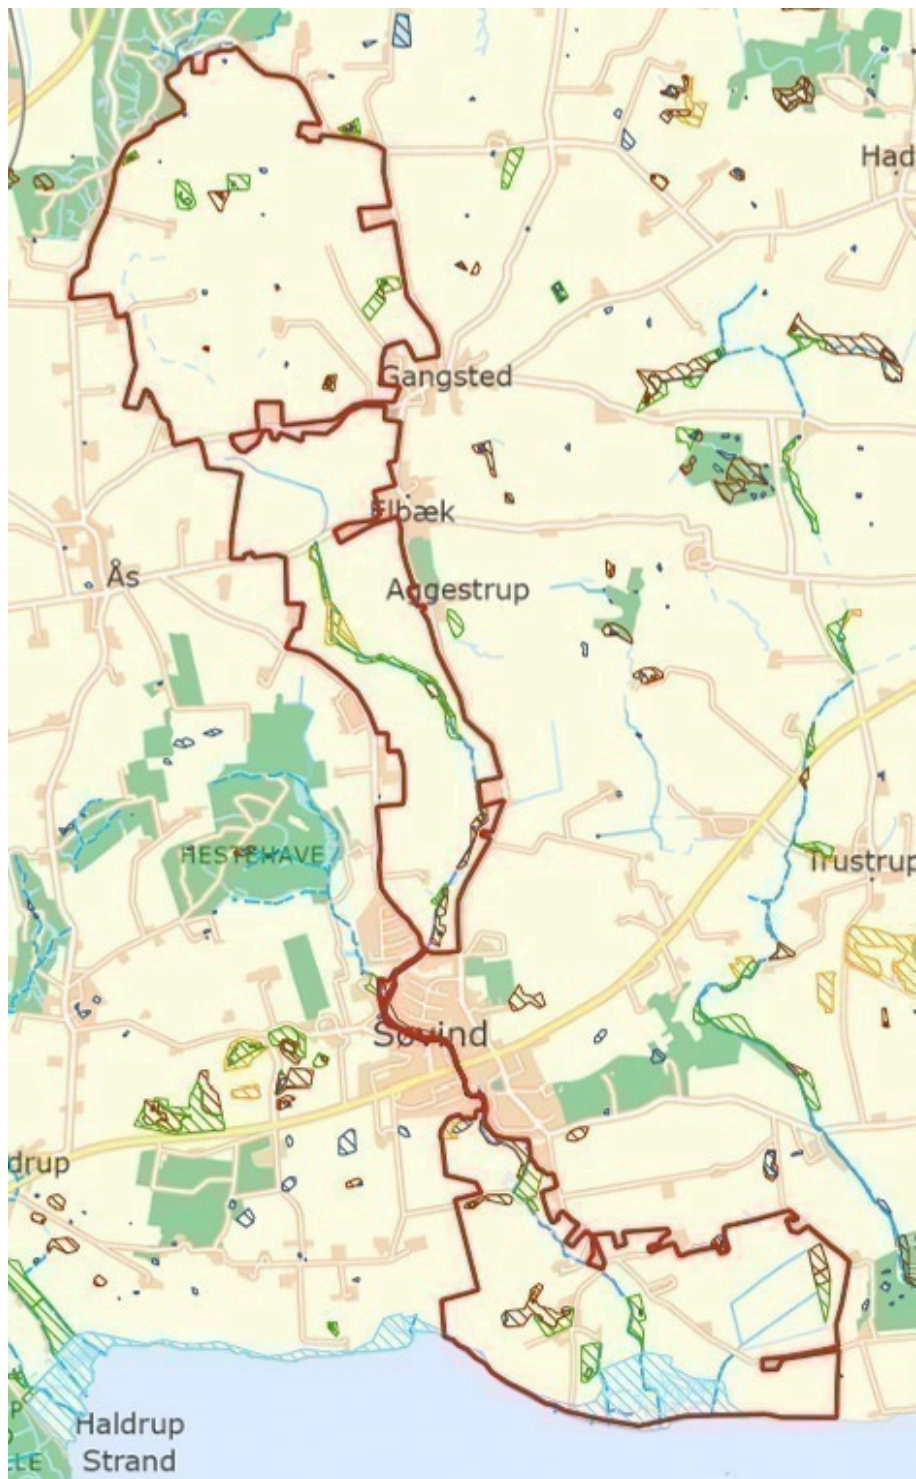 Had
Gangsted
Elbæk
Ås
Aggestrup
HESTEHAVE
Trustrup
Søvind
drup
Haldrup
Strand
P
LE